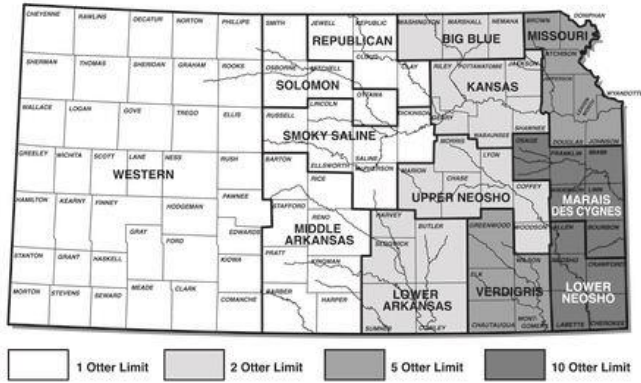 CHEYENNE RAWLINS DECATUR NORTON PHILLIPS SMITH JEWELL REPUBLIC WASHINGTON MARSHALL NEMAHA BROWN DONIPHAN
REPUBLICAN BIG BLUE MISSOURI
CLOUD ATCHISON
SHERMAN THOMAS SHERIDAN GRAHAM ROOKS OSBORNE MITCHELL CLAY RILEY POTTAWATOMIE JACKSON JEFFERSON WYANDOTTE
SOLOMON KANSAS
OTTAWA
WALLACE LOGAN GOVE TREGO ELLIS RUSSELL LINCOLN DICKINSON GEARY WABAUNSEE SHAWNEE DOUGLAS JOHNSON
SMOKY SALINE
SALINE MORRIS OSAGE FRANKLIN MIAMI
GREELEY WICHITA SCOTT LANE NESS RUSH BARTON ELLSWORTH MCPHERSON MARION CHASE LYON COFFEY ANDERSON LINN
WESTERN RICE UPPER NEOSHO MARAIS
DES CYGNES
HAMILTON KEARNY FINNEY HODGEMAN PAWNEE STAFFORD RENO HARVEY BUTLER GREENWOOD WOODSON ALLEN BOURBON
MIDDLE
ARKANSAS
GRAY FORD EDWARDS SEDGWICK
STANTON GRANT HASKELL KIOWA PRATT KINGMAN ELK WILSON NEOSHO CRAWFORD
LOWER
ARKANSAS VERDIGRIS LOWER
NEOSHO
MORTON STEVENS SEWARD MEADE CLARK COMANCHE BARBER HARPER SUMNER COWLEY CHAUTAUQUA MONT-
GOMERY LABETTE CHEROKEE
1 Otter Limit 2 Otter Limit 5 Otter Limit 10 Otter Limit